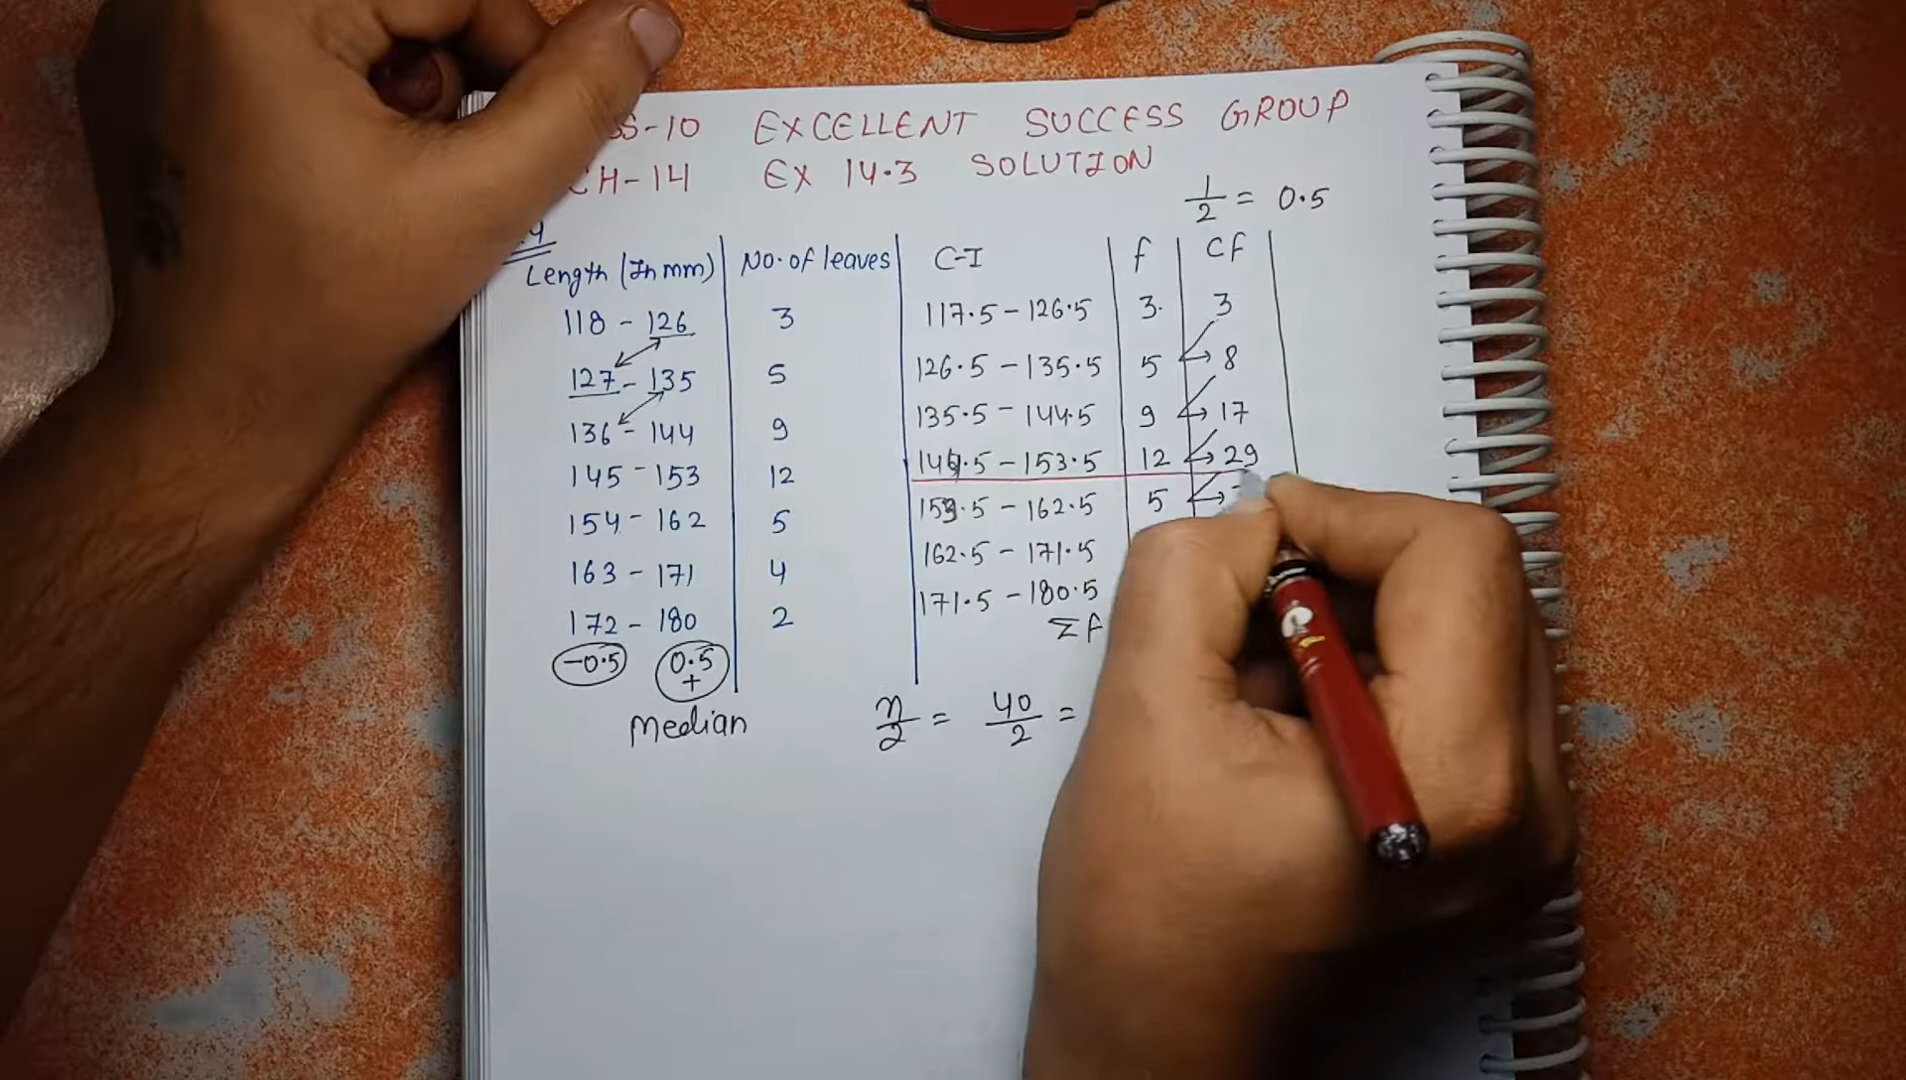 SS-10 EXCELLENT SUCCESS GROUP
CH-14 EX 14.3 SOLUTION
1/2 = 0.5
Length (In mm) No. of leaves C-I f cf
118 - 126 3 117.5 - 126.5 3 3
127 - 135 5 126.5 - 135.5 5 8
136 - 144 9 135.5 - 144.5 9 17
145 - 153 12 144.5 - 153.5 12 29
154 - 162 5 153.5 - 162.5 5
163 - 171 4 162.5 - 171.5
172 - 180 2 171.5 - 180.5
-0.5 0.5 + Σf
Median n/2 = 40/2 =